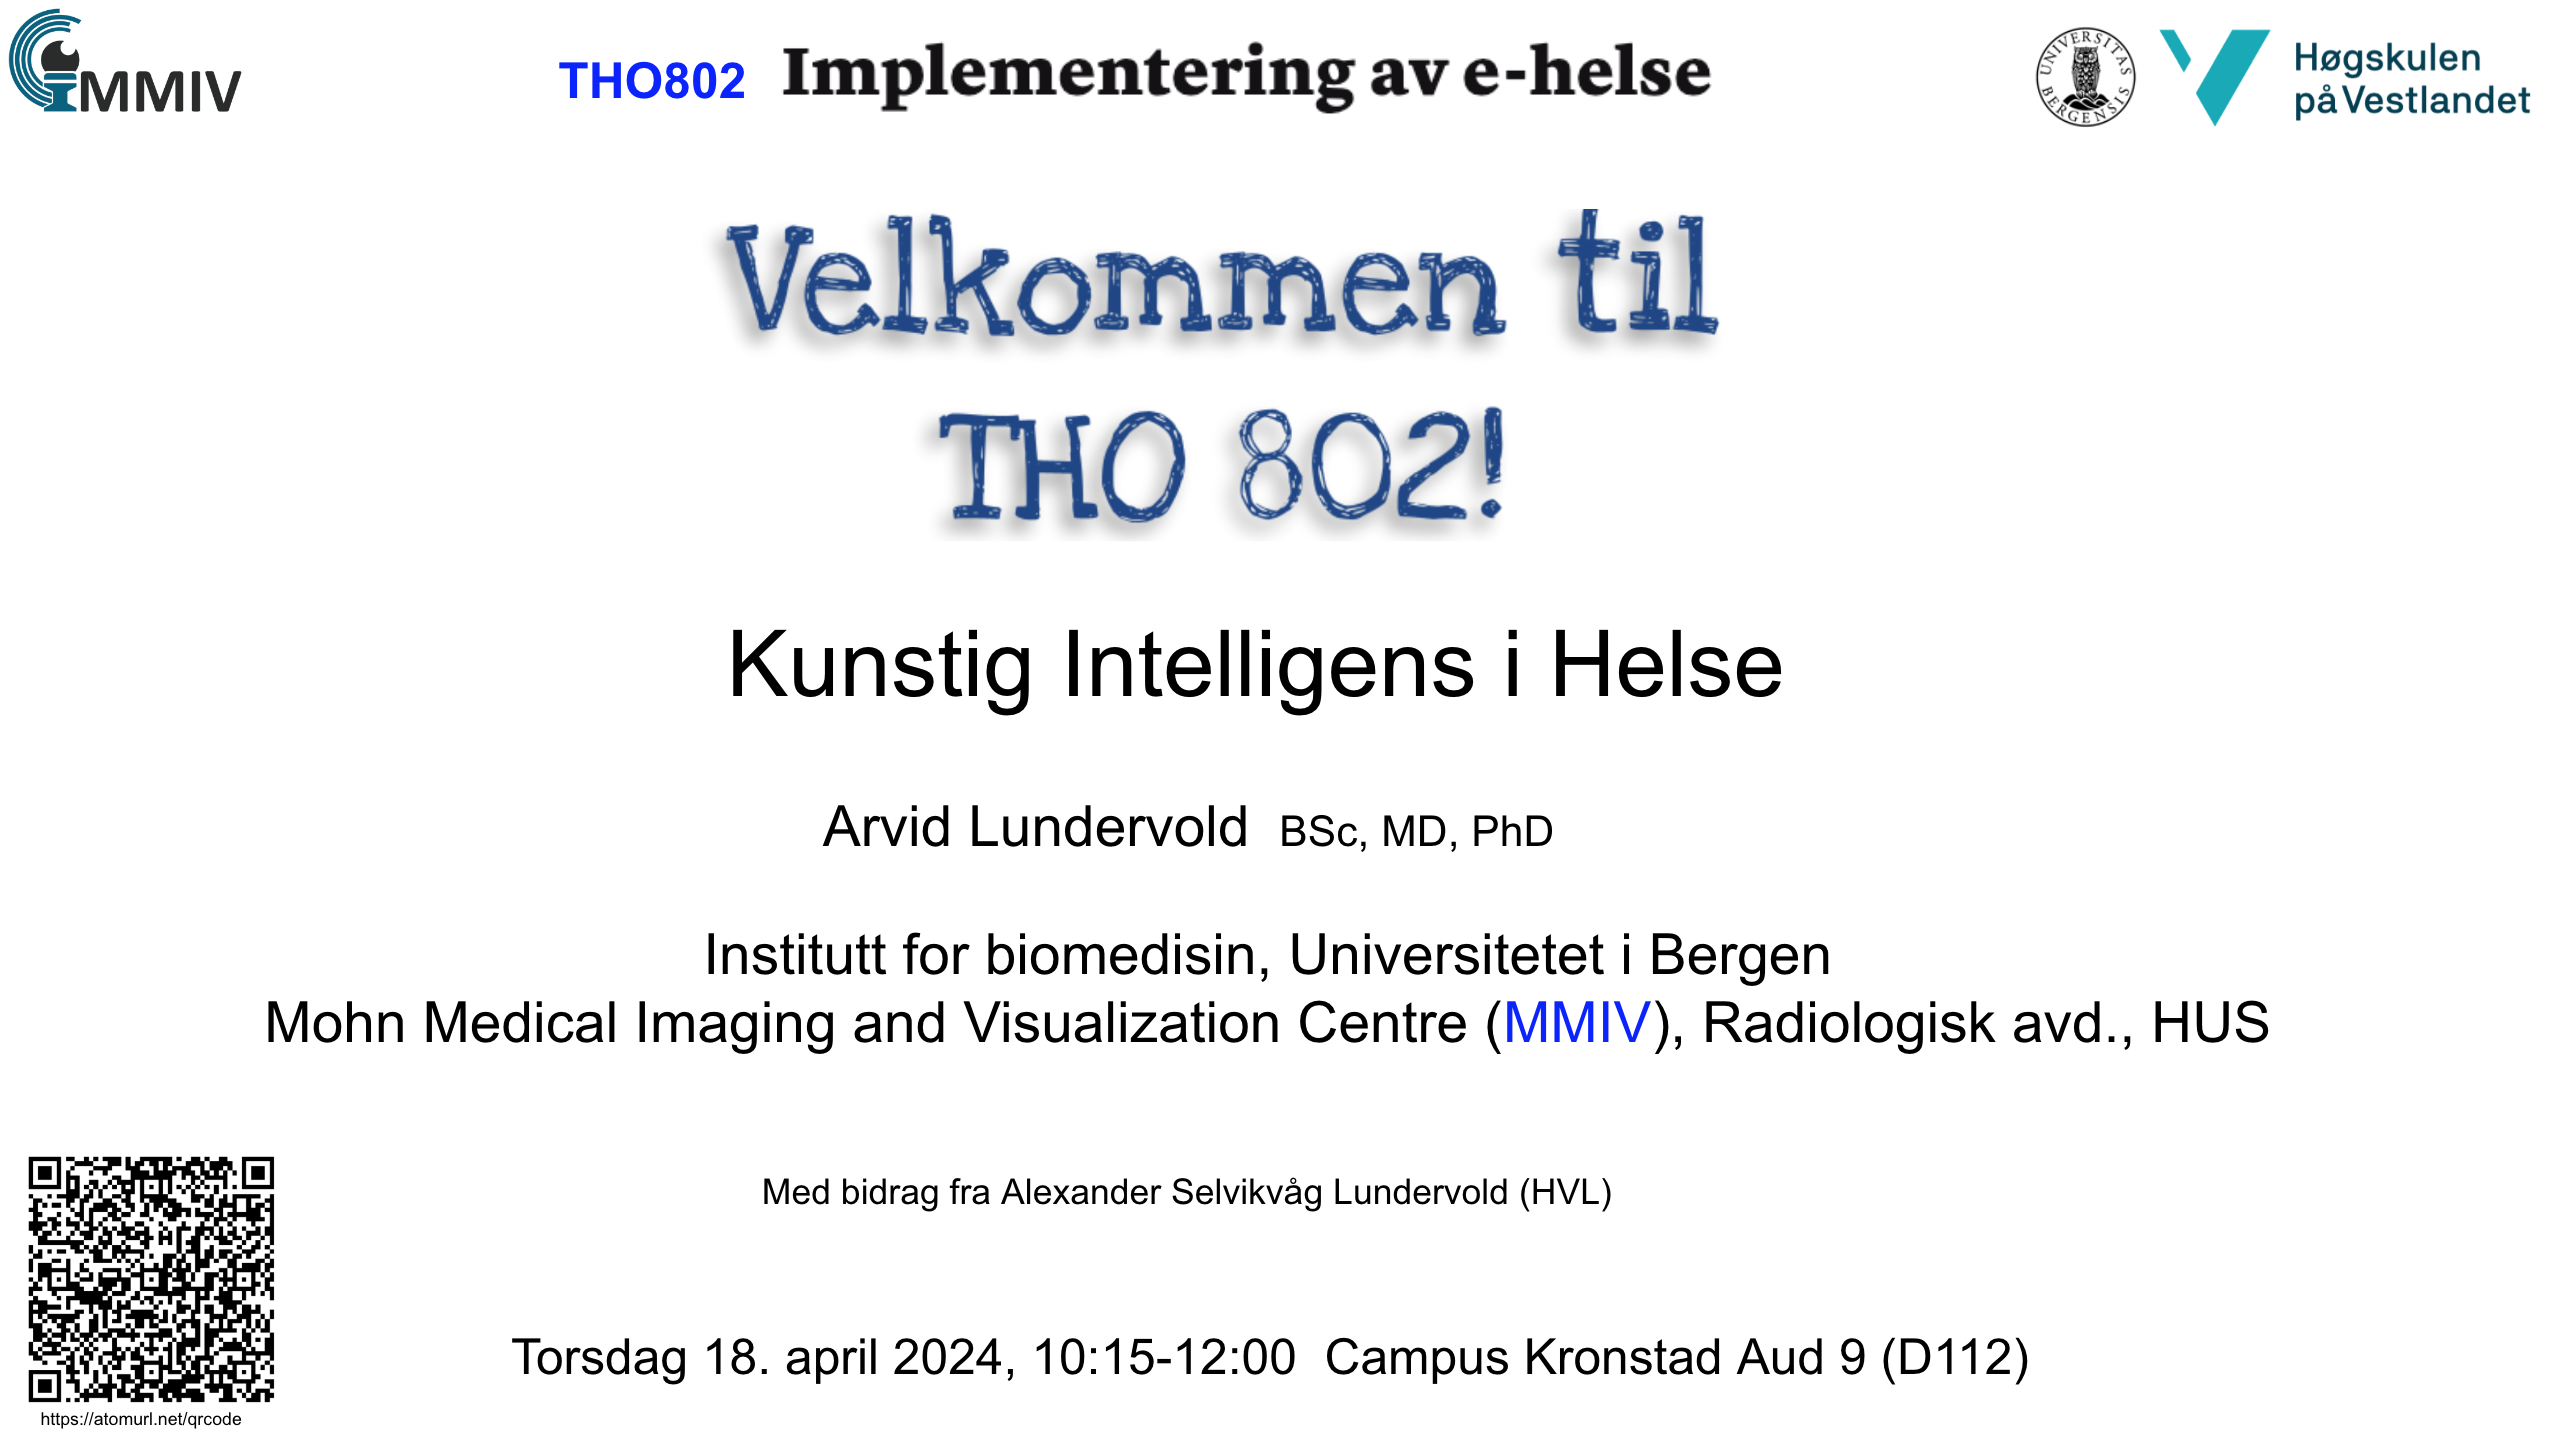 MMIV
THO802 Implementering av e-helse
UNIVERSITAS BERGENSIS
Høgskulen
på Vestlandet
Velkommen til
THO 802!
Kunstig Intelligens i Helse
Arvid Lundervold BSc, MD, PhD
Institutt for biomedisin, Universitetet i Bergen
Mohn Medical Imaging and Visualization Centre (MMIV), Radiologisk avd., HUS
Med bidrag fra Alexander Selvikvåg Lundervold (HVL)
Torsdag 18. april 2024, 10:15-12:00 Campus Kronstad Aud 9 (D112)
https://atomurl.net/qrcode